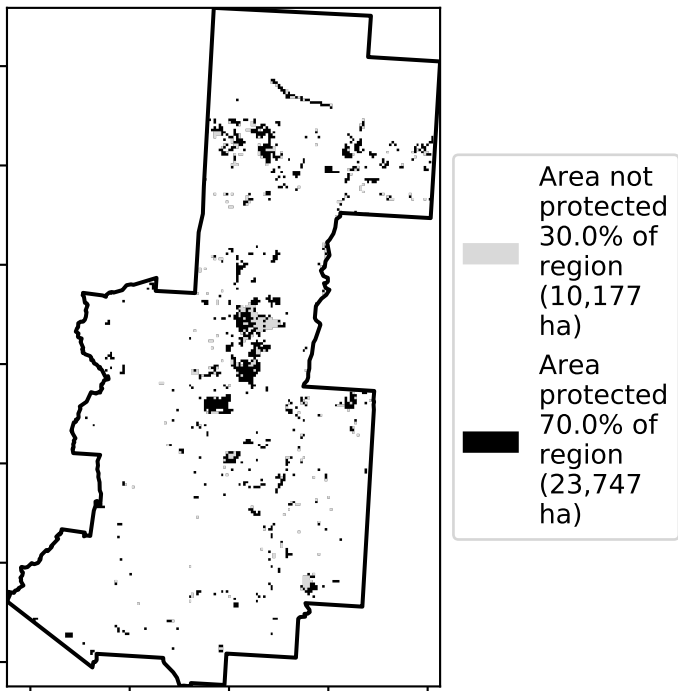 Area not
protected
30.0% of
region
(10,177
ha)
Area
protected
70.0% of
region
(23,747
ha)